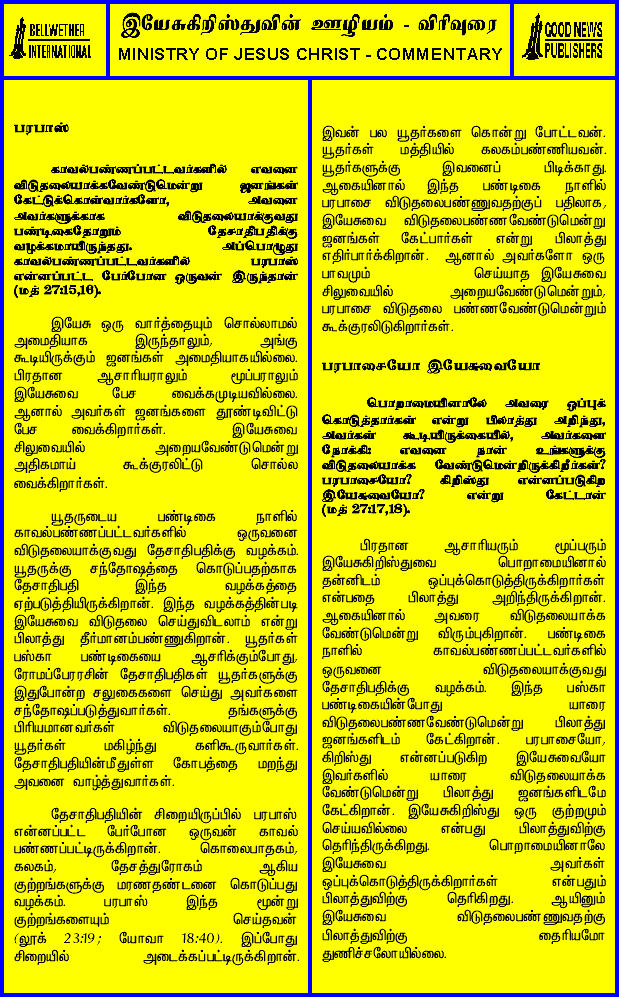 BELLWETHER
INTERNATIONAL
இயேசுகிறிஸ்துவின் ஊழியம் - விரிவுரை
MINISTRY OF JESUS CHRIST - COMMENTARY
GOOD NEWS
PUBLISHERS
பரபாஸ்
காவல்பண்ணப்பட்டவர்களில் எவனை
விடுதலையாக்கவேண்டுமென்று ஜனங்கள்
கேட்டுக்கொள்வார்களோ, அவனை
அவர்களுக்காக விடுதலையாக்குவது
பண்டிகைதோறும் தேசாதிபதிக்கு
வழக்கமாயிருந்தது. அப்பொழுது
காவல்பண்ணப்பட்டவர்களில் பரபாஸ்
என்னப்பட்ட பேர்போன ஒருவன் இருந்தான்
(மத் 27:15,16).
இயேசு ஒரு வார்த்தையும் சொல்லாமல்
அமைதியாக இருந்தாலும், அங்கு
கூடியிருக்கும் ஜனங்கள் அமைதியாகயில்லை.
பிரதான ஆசாரியராலும் மூப்பராலும்
இயேசுவை பேச வைக்கமுடியவில்லை.
ஆனால் அவர்கள் ஜனங்களை தூண்டிவிட்டு
பேச வைக்கிறார்கள். இயேசுவை
சிலுவையில் அறையவேண்டுமென்று
அதிகமாய் கூக்குரலிட்டு சொல்ல
வைக்கிறார்கள்.
யூதருடைய பண்டிகை நாளில்
காவல்பண்ணப்பட்டவர்களில் ஒருவனை
விடுதலையாக்குவது தேசாதிபதிக்கு வழக்கம்.
யூதருக்கு சந்தோஷத்தை கொடுப்பதற்காக
தேசாதிபதி இந்த வழக்கத்தை
ஏற்படுத்தியிருக்கிறான். இந்த வழக்கத்தின்படி
இயேசுவை விடுதலை செய்துவிடலாம் என்று
பிலாத்து தீர்மானம்பண்ணுகிறான். யூதர்கள்
பஸ்கா பண்டிகையை ஆசரிக்கும்போது,
ரோமப்பேரரசின் தேசாதிபதிகள் யூதர்களுக்கு
இதுபோன்ற சலுகைகளை செய்து அவர்களை
சந்தோஷப்படுத்துவார்கள். தங்களுக்கு
பிரியமானவர்கள் விடுதலையாகும்போது
யூதர்கள் மகிழ்ந்து களிகூருவார்கள்.
தேசாதிபதியின்மீதுள்ள கோபத்தை மறந்து
அவனை வாழ்த்துவார்கள்.
தேசாதிபதியின் சிறையிருப்பில் பரபாஸ்
என்னப்பட்ட பேர்போன ஒருவன் காவல்
பண்ணப்பட்டிருக்கிறான். கொலைபாதகம்,
கலகம், தேசத்துரோகம் ஆகிய
குற்றங்களுக்கு மரணதண்டனை கொடுப்பது
வழக்கம். பரபாஸ் இந்த மூன்று
குற்றங்களையும் செய்தவன்
(லூக் 23:19; யோவா 18:40). இப்போது
சிறையில் அடைக்கப்பட்டிருக்கிறான்.
இவன் பல யூதர்களை கொன்று போட்டவன்.
யூதர்கள் மத்தியில் கலகம்பண்ணியவன்.
யூதர்களுக்கு இவனைப் பிடிக்காது.
ஆகையினால் இந்த பண்டிகை நாளில்
பரபாசை விடுதலைபண்ணுவதற்குப் பதிலாக,
இயேசுவை விடுதலைபண்ணவேண்டுமென்று
ஜனங்கள் கேட்பார்கள் என்று பிலாத்து
எதிர்பார்க்கிறான். ஆனால் அவர்களோ ஒரு
பாவமும் செய்யாத இயேசுவை
சிலுவையில் அறையவேண்டுமென்றும்,
பரபாசை விடுதலை பண்ணவேண்டுமென்றும்
கூக்குரலிடுகிறார்கள்.
பரபாசையோ இயேசுவையோ
பொறாமையினாலே அவரை ஒப்புக்
கொடுத்தார்கள் என்று பிலாத்து அறிந்து,
அவர்கள் கூடியிருக்கையில், அவர்களை
நோக்கி: எவனை நான் உங்களுக்கு
விடுதலையாக்க வேண்டுமென்றிருக்கிறீர்கள்?
பரபாசையோ? கிறிஸ்து என்னப்படுகிற
இயேசுவையோ? என்று கேட்டான்
(மத் 27:17,18).
பிரதான ஆசாரியரும் மூப்பரும்
இயேசுகிறிஸ்துவை பொறாமையினால்
தன்னிடம் ஒப்புக்கொடுத்திருக்கிறார்கள்
என்பதை பிலாத்து அறிந்திருக்கிறான்.
ஆகையினால் அவரை விடுதலையாக்க
வேண்டுமென்று விரும்புகிறான். பண்டிகை
நாளில் காவல்பண்ணப்பட்டவர்களில்
ஒருவனை விடுதலையாக்குவது
தேசாதிபதிக்கு வழக்கம். இந்த பஸ்கா
பண்டிகையின்போது யாரை
விடுதலைபண்ணவேண்டுமென்று பிலாத்து
ஜனங்களிடம் கேட்கிறான். பரபாசையோ,
கிறிஸ்து என்னப்படுகிற இயேசுவையோ
இவர்களில் யாரை விடுதலையாக்க
வேண்டுமென்று பிலாத்து ஜனங்களிடமே
கேட்கிறான். இயேசுகிறிஸ்து ஒரு குற்றமும்
செய்யவில்லை என்பது பிலாத்துவிற்கு
தெரிந்திருக்கிறது. பொறாமையினாலே
இயேசுவை அவர்கள்
ஒப்புக்கொடுத்திருக்கிறார்கள் என்பதும்
பிலாத்துவிற்கு தெரிகிறது. ஆயினும்
இயேசுவை விடுதலைபண்ணுவதற்கு
பிலாத்துவிற்கு தைரியமோ
துணிச்சலோயில்லை.